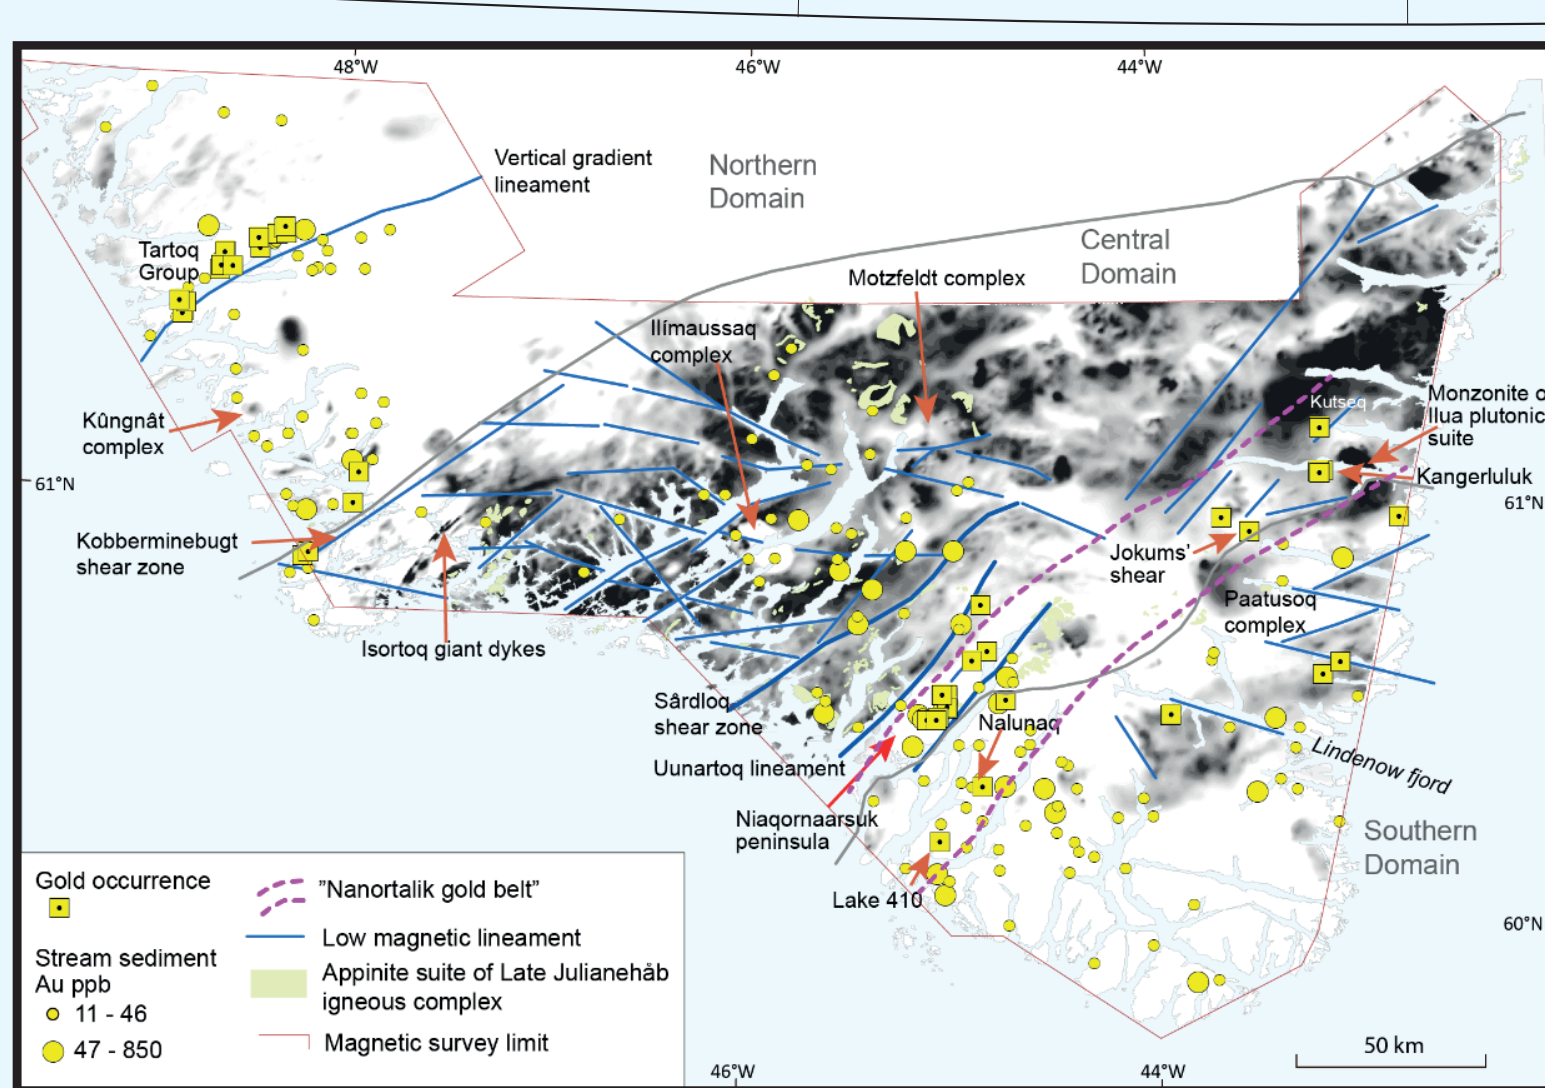 48°W
46°W
44°W
Vertical gradient
lineament
Northern
Domain
Central
Domain
Tartoq
Group
Motzfeldt complex
Ilímaussaq
complex
Kûngnât
complex
Kutseq
Monzonite o
Ilua plutonic
suite
Kangerluluk
61°N
61°N
Kobberminebugt
shear zone
Jokums'
shear
Paatusoq
complex
Isortoq giant dykes
Sârdloq
shear zone
Nalunaq
Uunartoq lineament
Lindenow fjord
Niaqornaarsuk
peninsula
Southern
Domain
Lake 410
60°N
Gold occurrence
Stream sediment
Au ppb
11 - 46
47 - 850
"Nanortalik gold belt"
Low magnetic lineament
Appinite suite of Late Julianehåb
igneous complex
Magnetic survey limit
50 km
46°W
44°W